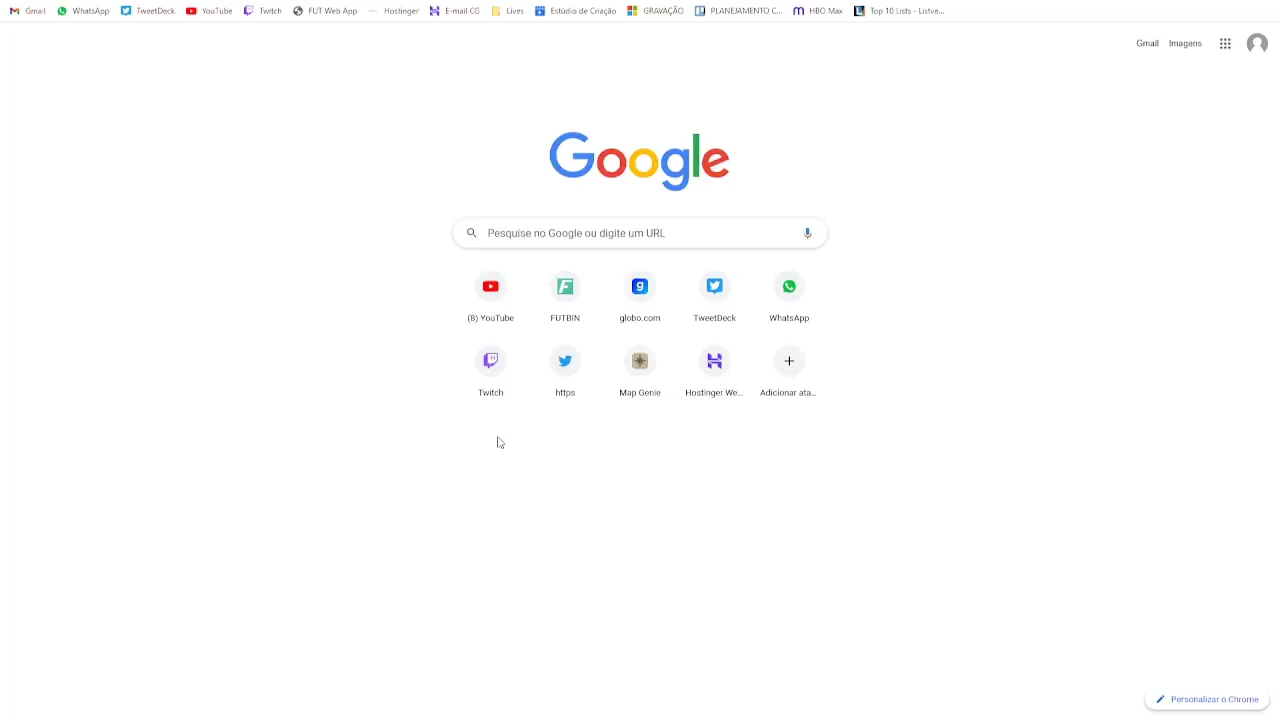 Gmail WhatsApp TweetDeck YouTube Twitch FUT Web App Hostinger E-mail CG Lives Estúdio de Criação GRAVAÇÃO PLANEJAMENTO C... HBO Max Top 10 Lists - Listve...
Gmail Imagens
Google
Pesquise no Google ou digite um URL
(8) YouTube FUTBIN globo.com TweetDeck WhatsApp
Twitch https Map Genie Hostinger We... Adicionar ata...
Personalizar o Chrome